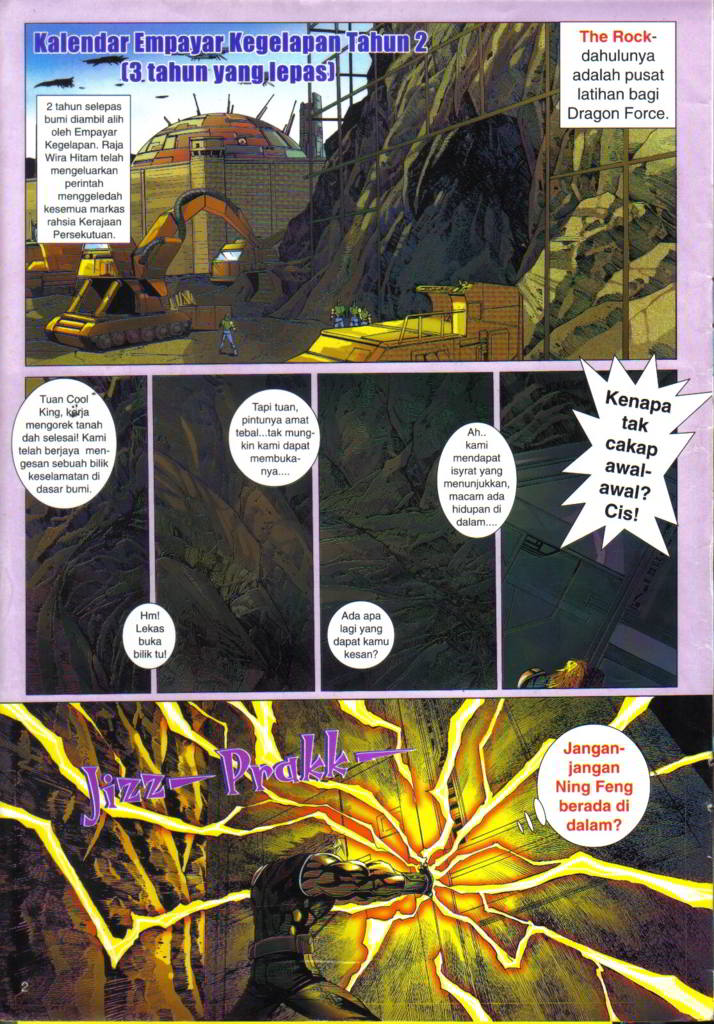 Kalendar Empayar Kegelapan Tahun 2
(3 tahun yang lepas)
The Rock-
dahulunya
adalah pusat
latihan bagi
Dragon Force.
2 tahun selepas
bumi diambil alih
oleh Empayar
Kegelapan. Raja
Wira Hitam telah
mengeluarkan
perintah
menggeledah
kesemua markas
rahsia Kerajaan
Persekutuan.
Tuan Cool
King, kerja
mengorek tanah
dah selesai! Kami
telah berjaya men-
gesan sebuah bilik
keselamatan di
dasar bumi.
Hm!
Lekas
buka
bilik tu!
Tapi tuan,
pintunya amat
tebal...tak mung-
kin kami dapat
membuka-
nya....
Ada apa
lagi yang
dapat kamu
kesan?
Ah..
kami
mendapat
isyrat yang
menunjukkan,
macam ada
hidupan di
dalam....
Kenapa
tak
cakap
awal-
awal?
Cis!
Jizz— Prakk—
Jangan-
jangan
Ning Feng
berada di
dalam?
2